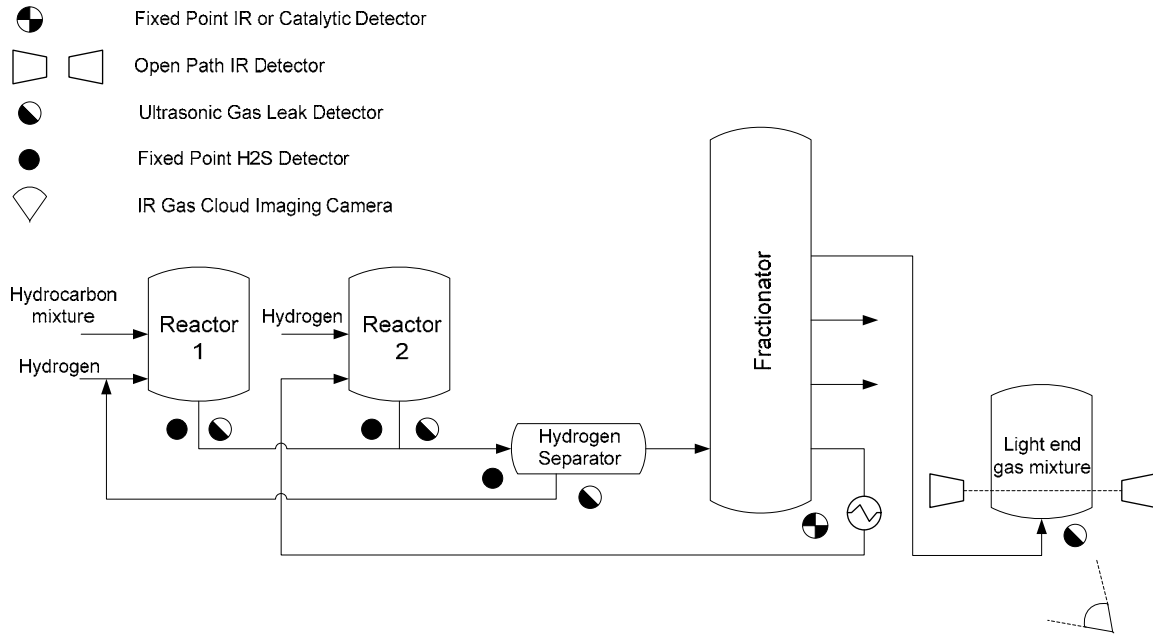 Fixed Point IR or Catalytic Detector
Open Path IR Detector
Ultrasonic Gas Leak Detector
Fixed Point H2S Detector
IR Gas Cloud Imaging Camera
Hydrocarbon
mixture
Hydrogen
Reactor
1
Hydrogen
Reactor
2
Hydrogen
Separator
Fractionator
Light end
gas mixture